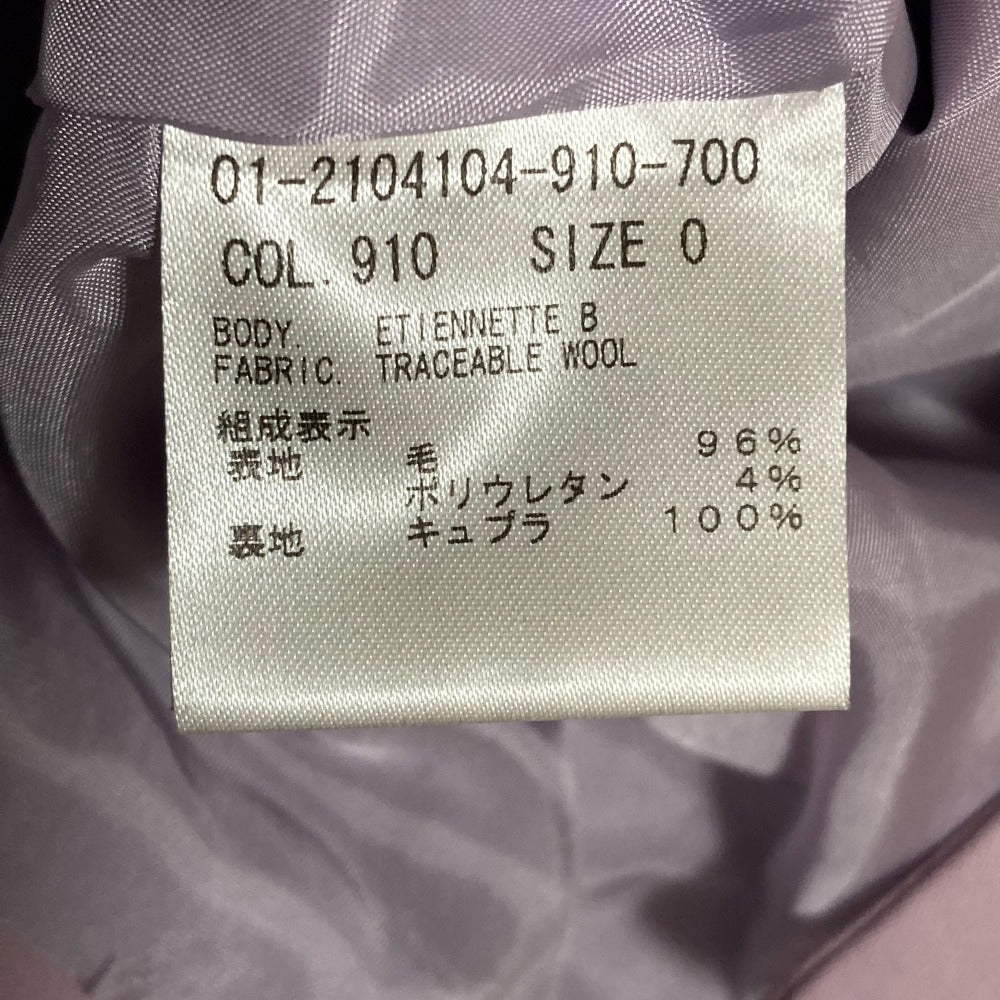 01-2104104-910-700
COL. 910 SIZE 0
BODY. ETIENNETTE B
FABRIC. TRACEABLE WOOL
組成表示
表地 毛 96%
ポリウレタン 4%
裏地 キュプラ 100%